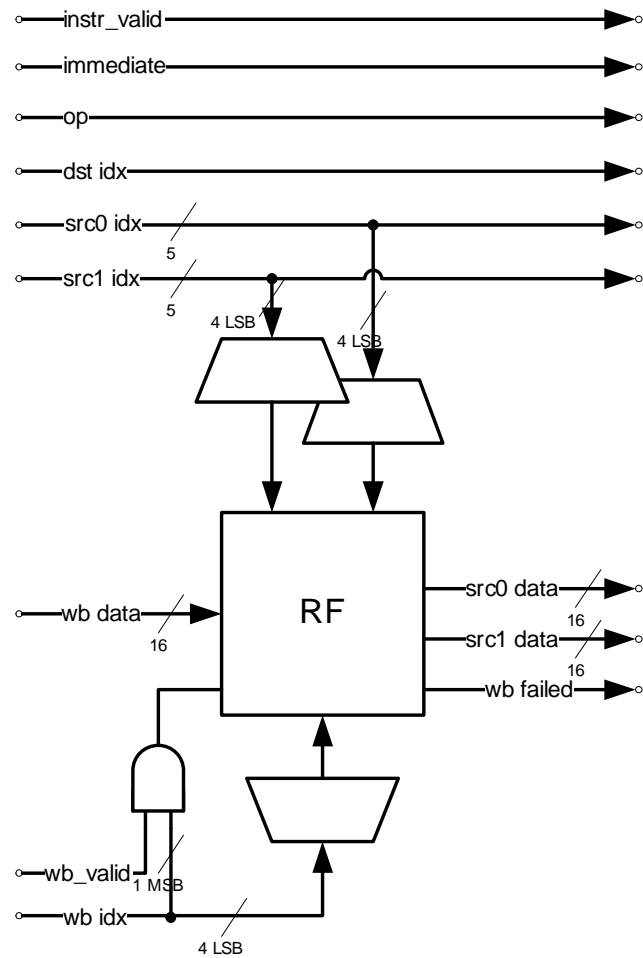 instr_valid
immediate
op
dst idx
src0 idx
5
src1 idx
5
4 LSB
4 LSB
RF
wb data
16
src0 data
16
src1 data
16
wb failed
wb_valid
1 MSB
wb idx
4 LSB